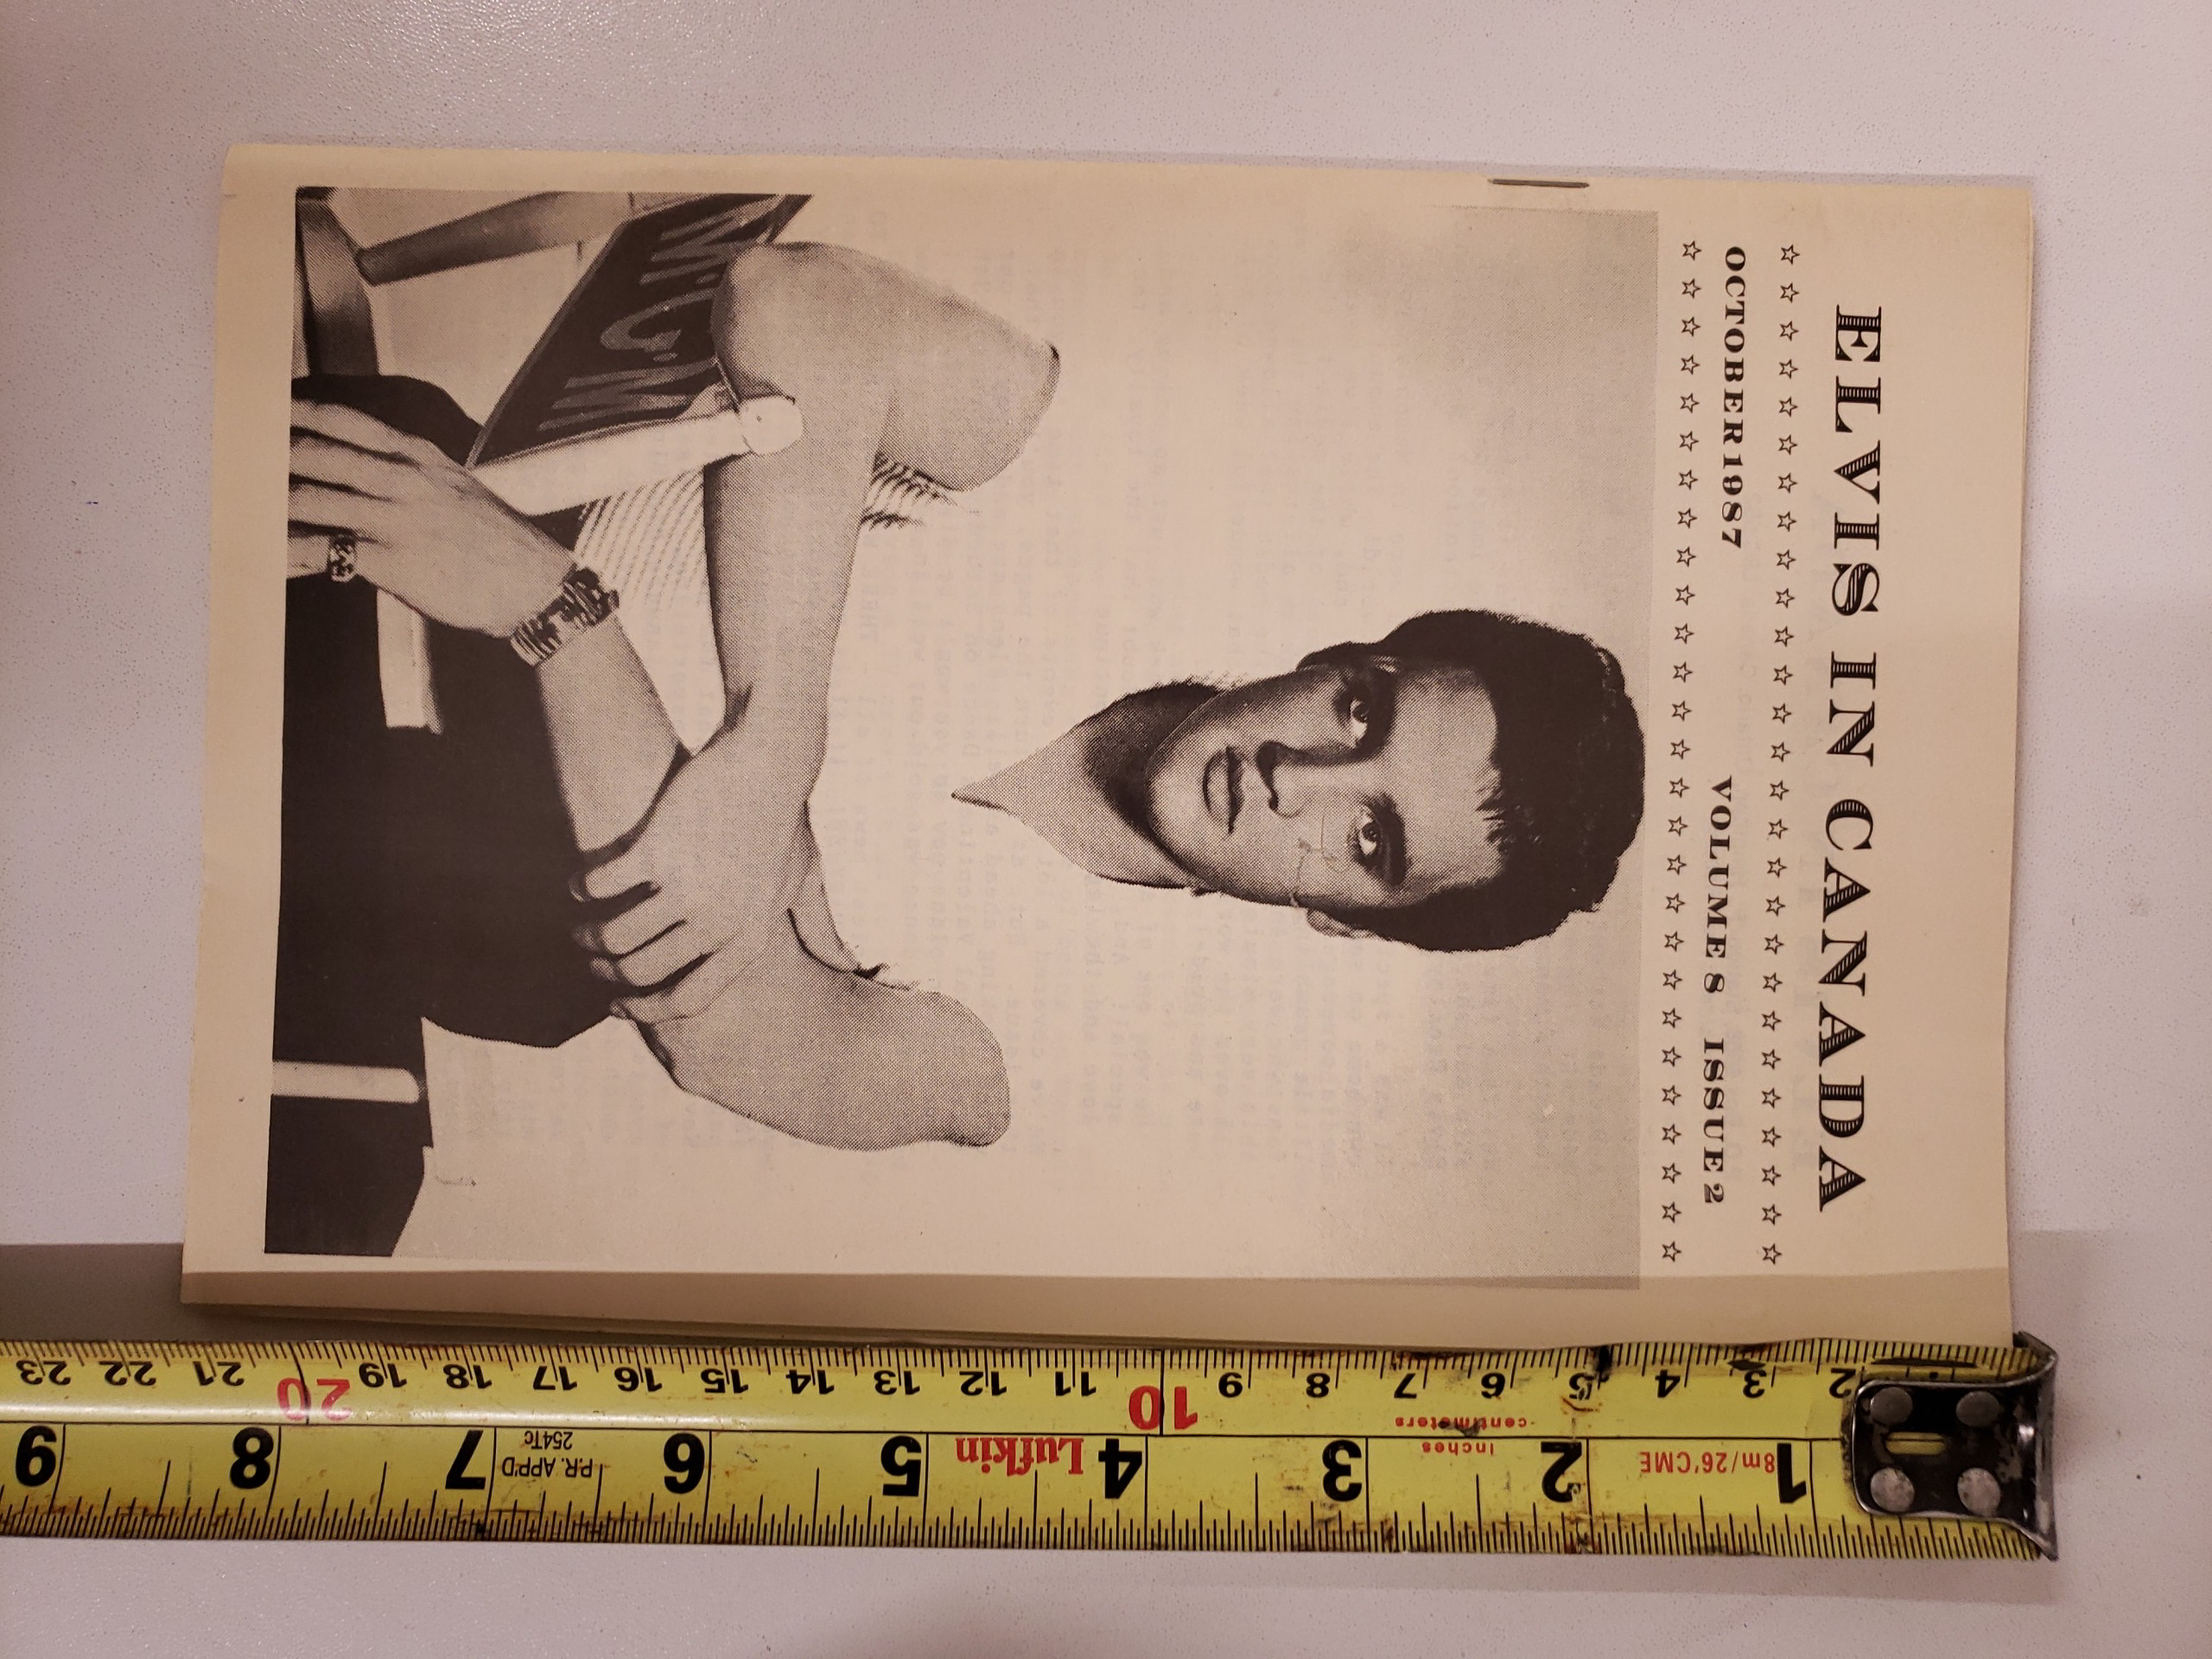 ELVIS IN CANADA
☆☆☆☆☆☆☆☆☆☆☆☆☆☆☆☆☆☆☆☆☆☆☆☆☆☆☆
OCTOBER 1987 VOLUME 8 ISSUE 2
☆☆☆☆☆☆☆☆☆☆☆☆☆☆☆☆☆☆☆☆☆☆☆☆☆☆☆
M·G·M
2 3 4 5 6 7 8 9 10 11 12 13 14 15 16 17 18 19 20 21 22 23
centimeters
inches
1 8m/26'CME 2 3 4 Lufkin 5 6 P.R. APP'D 254Tc 7 8 9